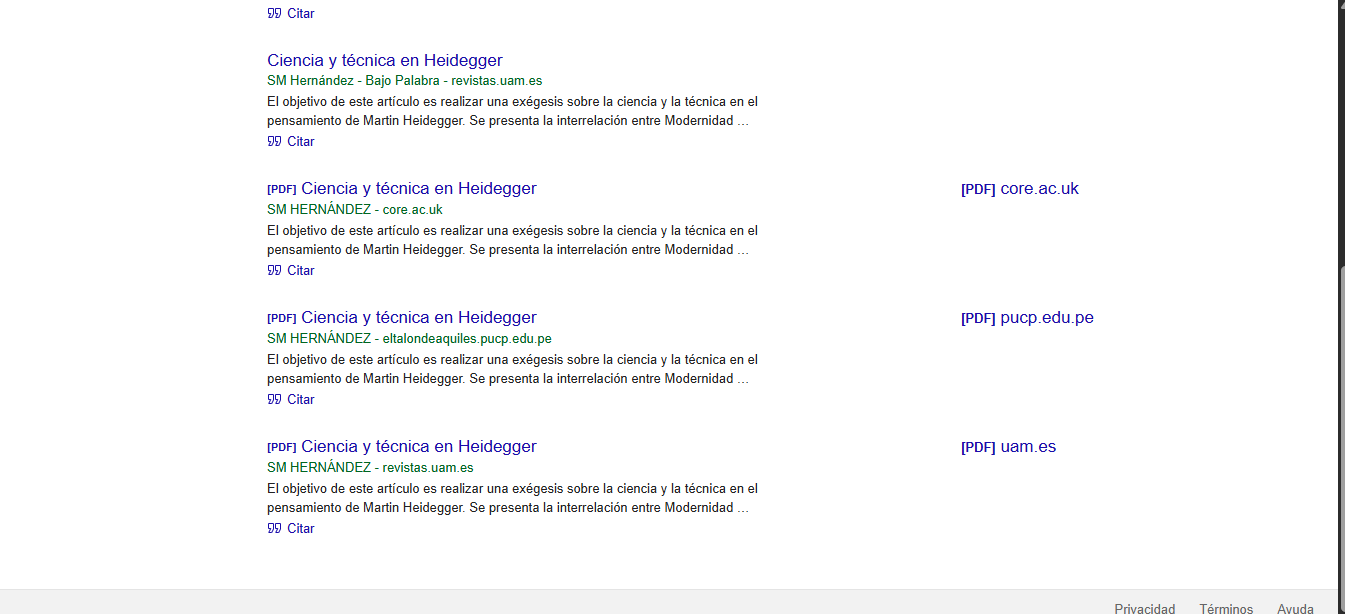 Citar
Ciencia y técnica en Heidegger
SM Hernández - Bajo Palabra - revistas.uam.es
El objetivo de este artículo es realizar una exégesis sobre la ciencia y la técnica en el
pensamiento de Martin Heidegger. Se presenta la interrelación entre Modernidad …
Citar
[PDF] Ciencia y técnica en Heidegger
[PDF] core.ac.uk
SM HERNÁNDEZ - core.ac.uk
El objetivo de este artículo es realizar una exégesis sobre la ciencia y la técnica en el
pensamiento de Martin Heidegger. Se presenta la interrelación entre Modernidad …
Citar
[PDF] Ciencia y técnica en Heidegger
[PDF] pucp.edu.pe
SM HERNÁNDEZ - eltalondeaquiles.pucp.edu.pe
El objetivo de este artículo es realizar una exégesis sobre la ciencia y la técnica en el
pensamiento de Martin Heidegger. Se presenta la interrelación entre Modernidad …
Citar
[PDF] Ciencia y técnica en Heidegger
[PDF] uam.es
SM HERNÁNDEZ - revistas.uam.es
El objetivo de este artículo es realizar una exégesis sobre la ciencia y la técnica en el
pensamiento de Martin Heidegger. Se presenta la interrelación entre Modernidad …
Citar
Privacidad Términos Ayuda